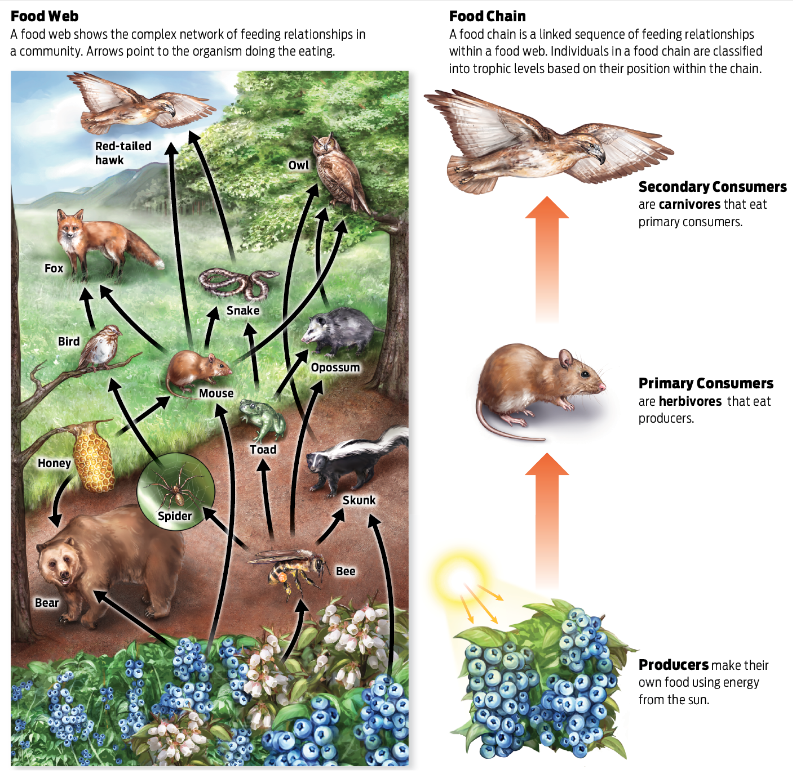 Food Web
A food web shows the complex network of feeding relationships in
a community. Arrows point to the organism doing the eating.
Red-tailed
hawk
Owl
Fox
Snake
Bird
Opossum
Mouse
Toad
Honey
Skunk
Spider
Bee
Bear
Food Chain
A food chain is a linked sequence of feeding relationships
within a food web. Individuals in a food chain are classified
into trophic levels based on their position within the chain.
Secondary Consumers
are carnivores that eat
primary consumers.
Primary Consumers
are herbivores that eat
producers.
Producers make their
own food using energy
from the sun.